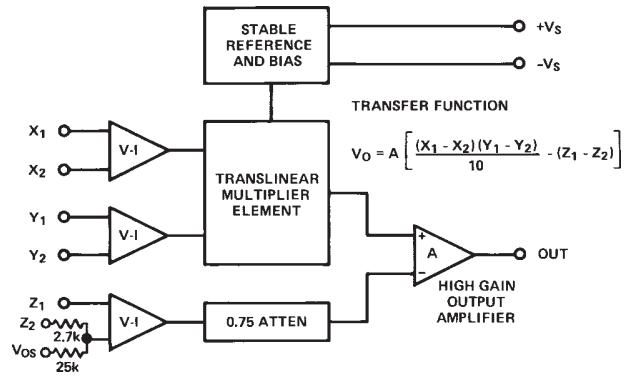 STABLE
REFERENCE
AND BIAS
+VS
-VS
TRANSFER FUNCTION
VO = A [ (X1 - X2) (Y1 - Y2) / 10 - (Z1 - Z2) ]
X1
X2
V-I
TRANSLINEAR
MULTIPLIER
ELEMENT
Y1
Y2
V-I
+
A
-
OUT
HIGH GAIN
OUTPUT
AMPLIFIER
Z1
Z2
2.7k
VOS
25k
V-I
0.75 ATTEN